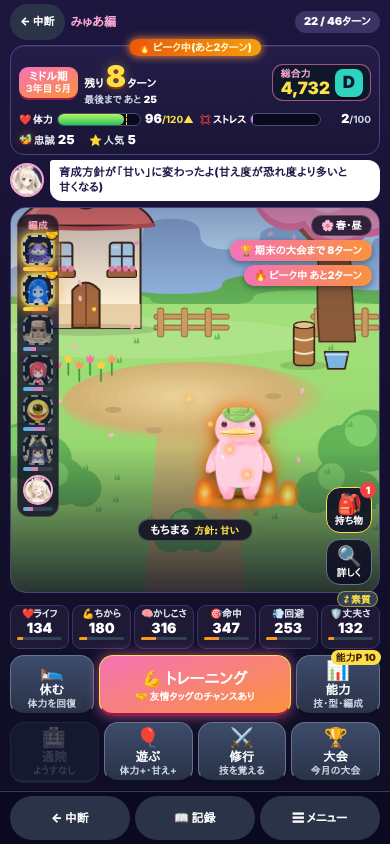 ← 中断
みゅあ編
22 / 46ターン
🔥 ピーク中(あと2ターン)
ミドル期
3年目 5月
残り8ターン
最後まで あと 25
総合力
4,732
D
❤️体力
96/120▲
💢ストレス
2/100
忠誠 25
⭐人気 5
育成方針が「甘い」に変わったよ(甘え度が恐れ度より多いと甘くなる)
編成
🌸 春·昼
🏆 期末の大会まで 8ターン
🔥 ピーク中 あと2ターン
もちまる 方針: 甘い
1
持ち物
詳しく
素質
❤️ライフ
134
💪ちから
180
🧠かしこさ
316
🎯命中
347
💨回避
253
🛡️丈夫さ
132
休む
体力を回復
💪 トレーニング
🤝 友情タッグのチャンスあり
能力P 10
能力
技·型·編成
通院
ようすなし
遊ぶ
体力+·甘え+
修行
技を覚える
大会
今月の大会
← 中断
📖 記録
☰ メニュー